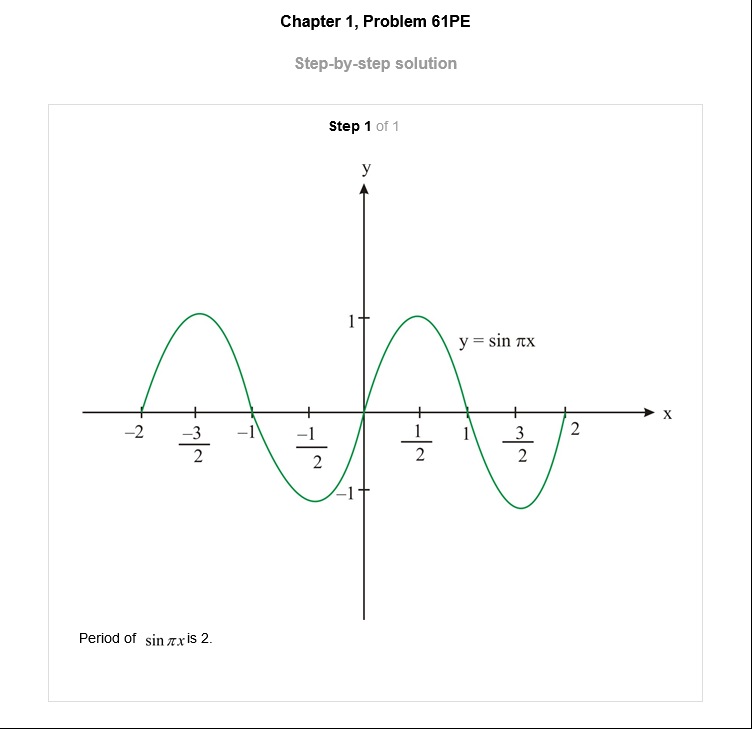 Chapter 1, Problem 61PE
Step-by-step solution
Step 1 of 1
y
1
y = sin πx
x
–2
–3
2
–1
–1
2
1
2
1
3
2
2
–1
Period of sin πx is 2.